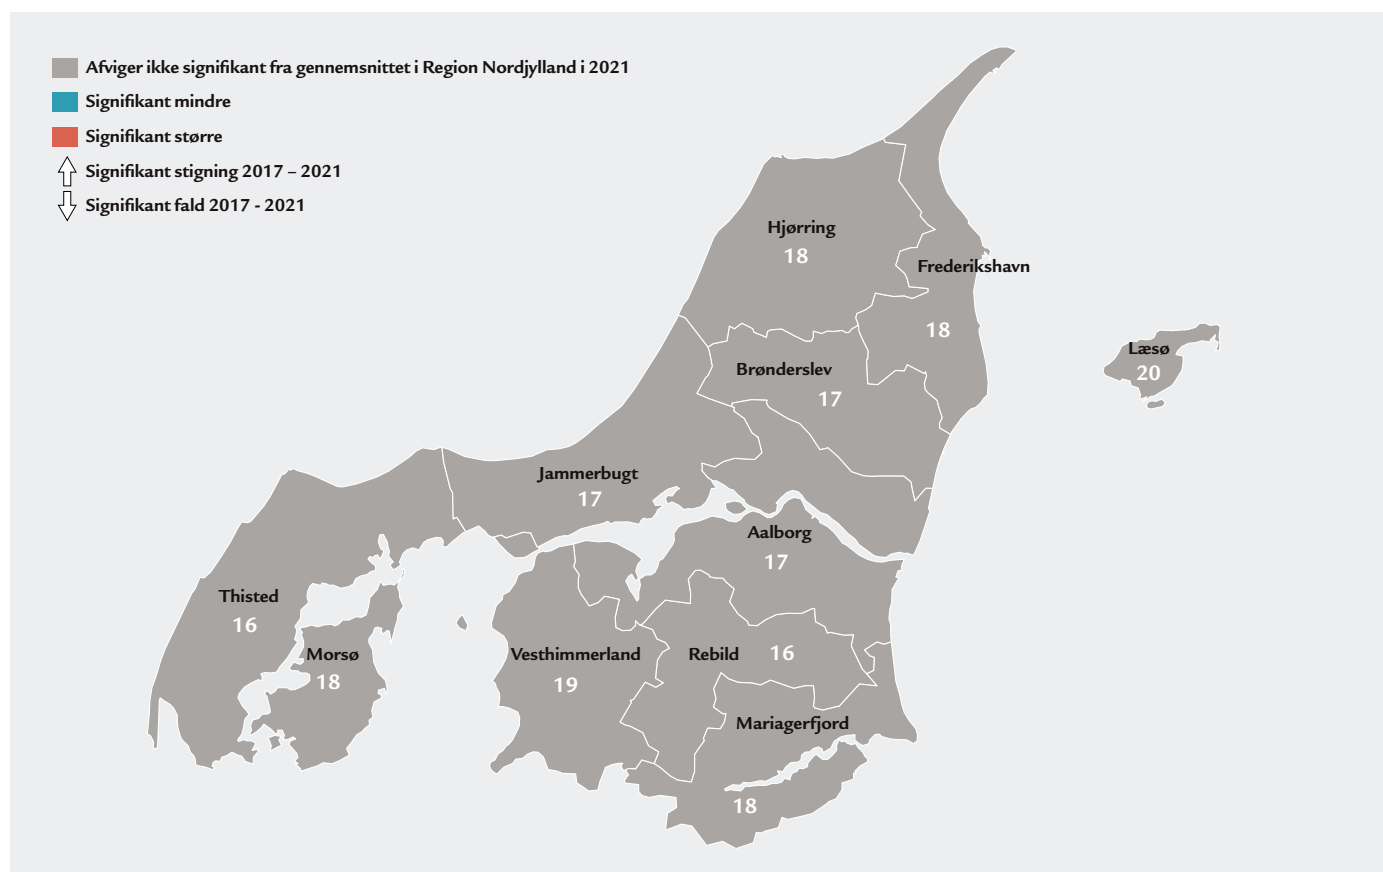 Afviger ikke signifikant fra gennemsnittet i Region Nordjylland i 2021
Signifikant mindre
Signifikant større
Signifikant stigning 2017 – 2021
Signifikant fald 2017 - 2021
Hjørring
18
Frederikshavn
18
Læsø
20
Brønderslev
17
Jammerbugt
17
Aalborg
17
Thisted
16
Morsø
18
Vesthimmerland
19
Rebild 16
Mariagerfjord
18